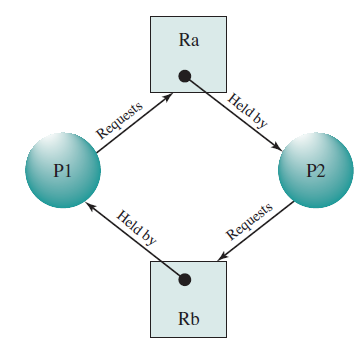 Ra
Requests
Held by
P1
P2
Held by
Requests
Rb